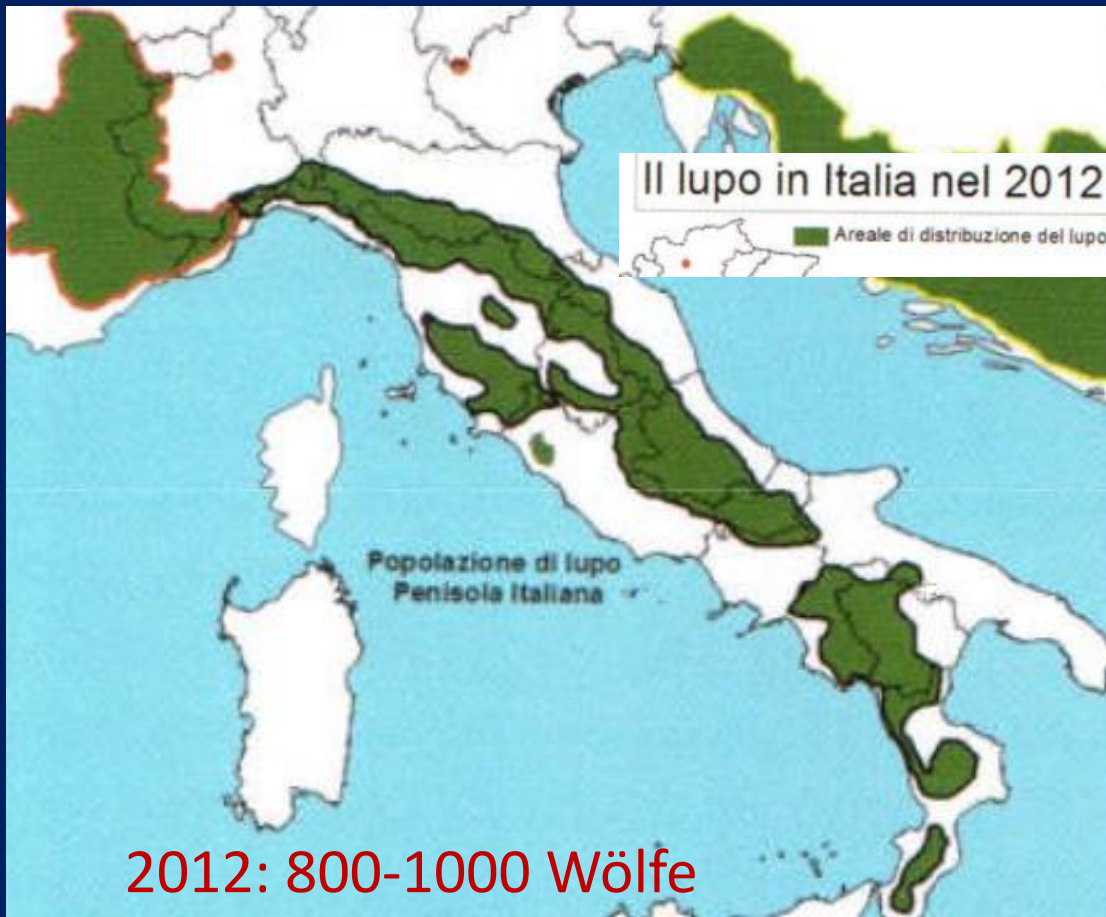 Il lupo in Italia nel 2012
Areale di distribuzione del lupo
Popolazione di lupo
Penisola Italiana
2012: 800-1000 Wölfe